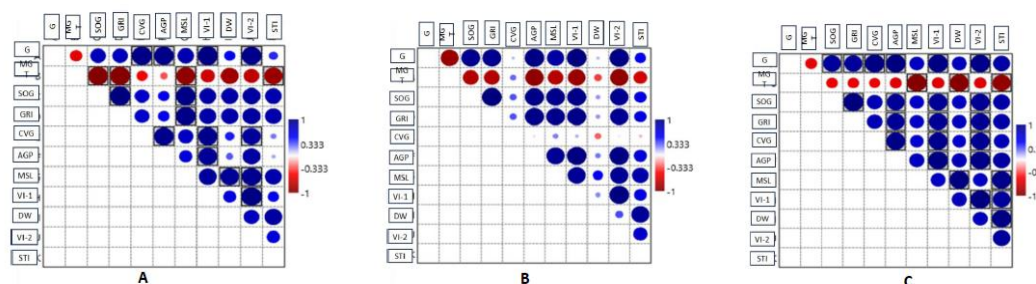 G MG T SOG GRI CVG AGP MSL VI-1 DW VI-2 STI
G
MG T
SOG
GRI
CVG
AGP
MSL
VI-1
DW
VI-2
STI
1
0.333
-0.333
-1
A
G MG T SOG GRI CVG AGP MSL VI-1 DW VI-2 STI
G
MG T
SOG
GRI
CVG
AGP
MSL
VI-1
DW
VI-2
STI
1
0.333
-0.333
-1
B
G MG T SOG GRI CVG AGP MSL VI-1 DW VI-2 STI
G
MG T
SOG
GRI
CVG
AGP
MSL
VI-1
DW
VI-2
STI
1
0.333
-0.333
-1
C